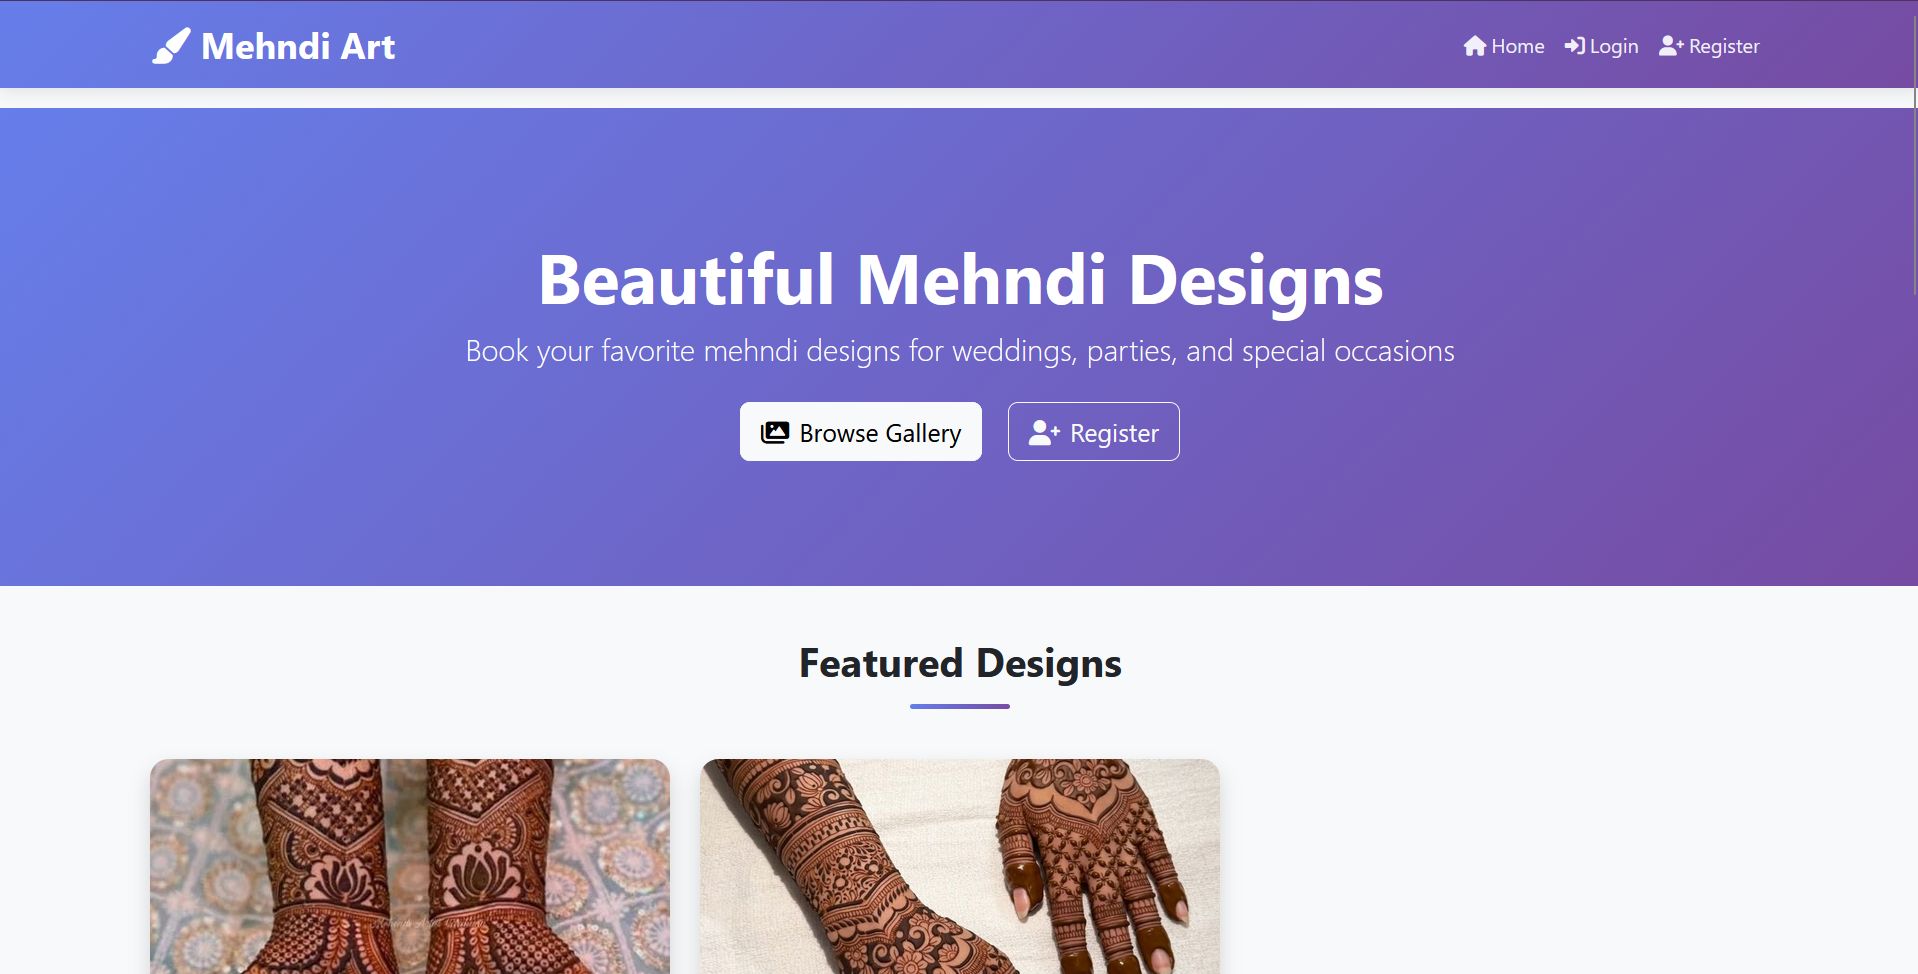 Mehndi Art
Home
Login
Register
Beautiful Mehndi Designs
Book your favorite mehndi designs for weddings, parties, and special occasions
Browse Gallery
Register
Featured Designs